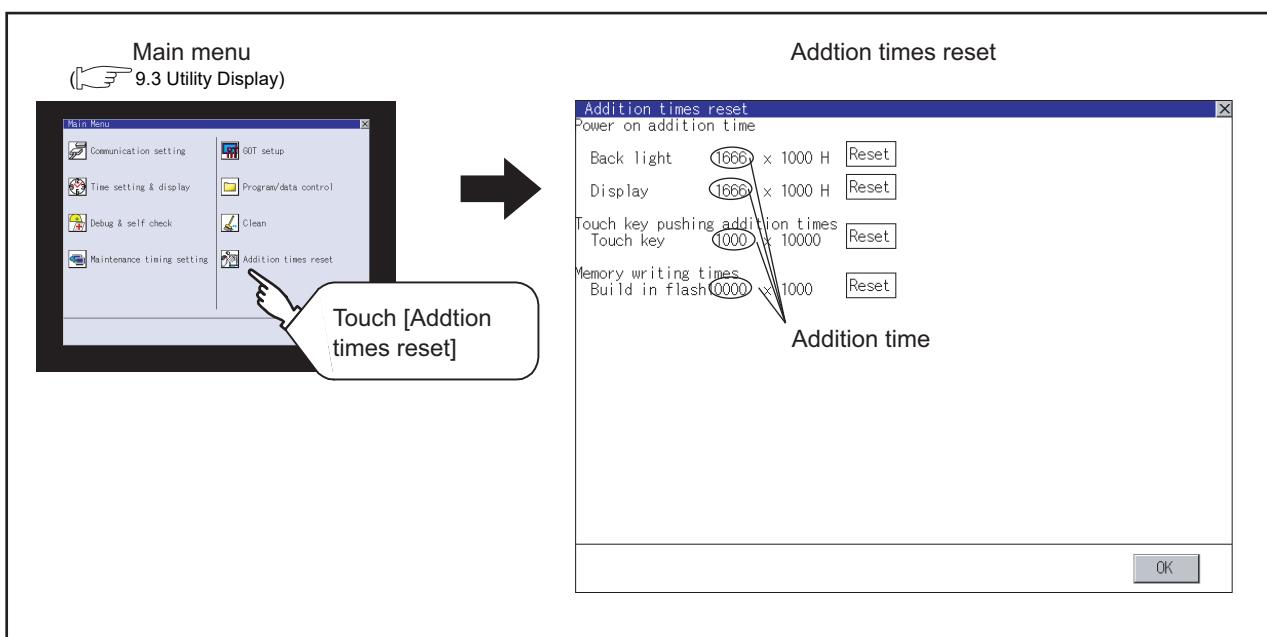 Main menu
( 9.3 Utility Display)
Main Menu
Communication setting
GOT setup
Time setting & display
Program/data control
Debug & self check
Clean
Maintenance timing setting
Addition times reset
Touch [Addtion
times reset]
Addtion times reset
Addition times reset
Power on addition time
Back light 1666 × 1000 H Reset
Display 1666 × 1000 H Reset
Touch key pushing addition times
Touch key 1000 × 10000 Reset
Memory writing times
Build in flash 0000 × 1000 Reset
Addition time
OK